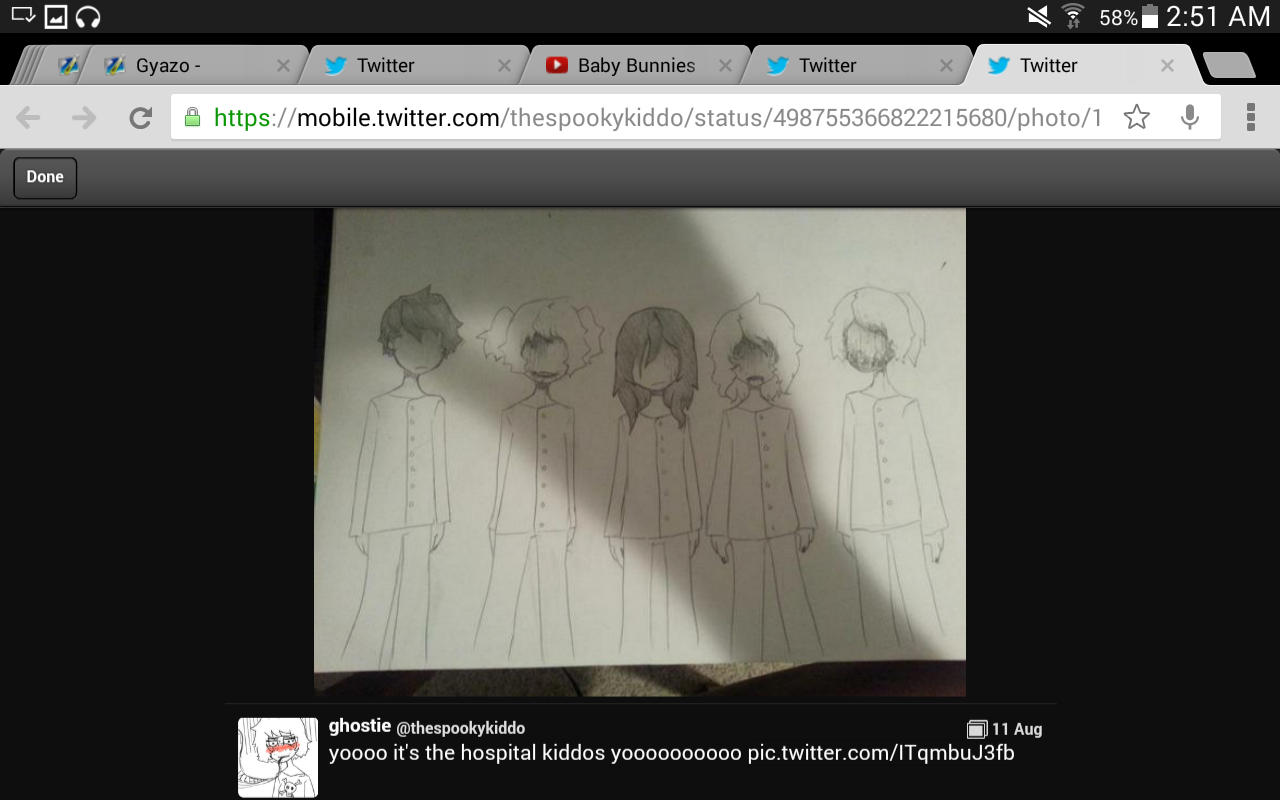 58% 2:51 AM
Gyazo - Twitter Baby Bunnies Twitter Twitter
https://mobile.twitter.com/thespookykiddo/status/498755366822215680/photo/1
Done
ghostie @thespookykiddo 11 Aug
yoooo it's the hospital kiddos yoooooooooo pic.twitter.com/ITqmbuJ3fb